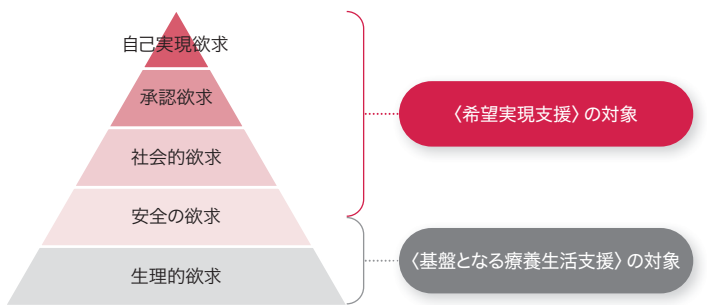 自己実現欲求
承認欲求
社会的欲求
安全の欲求
生理的欲求
〈希望実現支援〉の対象
〈基盤となる療養生活支援〉の対象